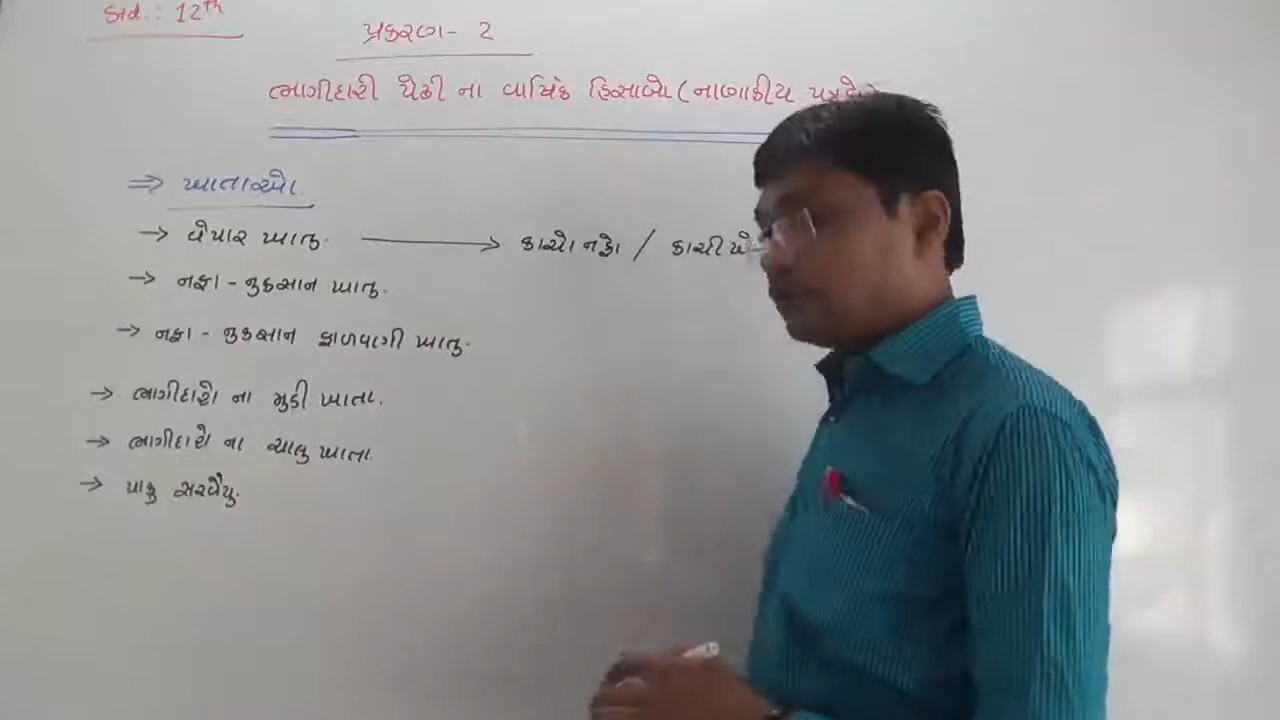 Std.: 12th
પ્રકરણ- 2
ભાગીદારી પેઢી ના વાર્ષિક હિસાબો (નાણાકીય
⇒ ખાતાઓ.
→ વેપાર ખાતુ. → કાચો નફો / કાચી
→ નફા - નુકસાન ખાતુ.
→ નફા - નુકસાન ફાળવણી ખાતુ.
→ ભાગીદારો ના મુડી ખાતા.
→ ભાગીદારો ના ચાલુ ખાતા.
→ પાકુ સરવૈયુ.